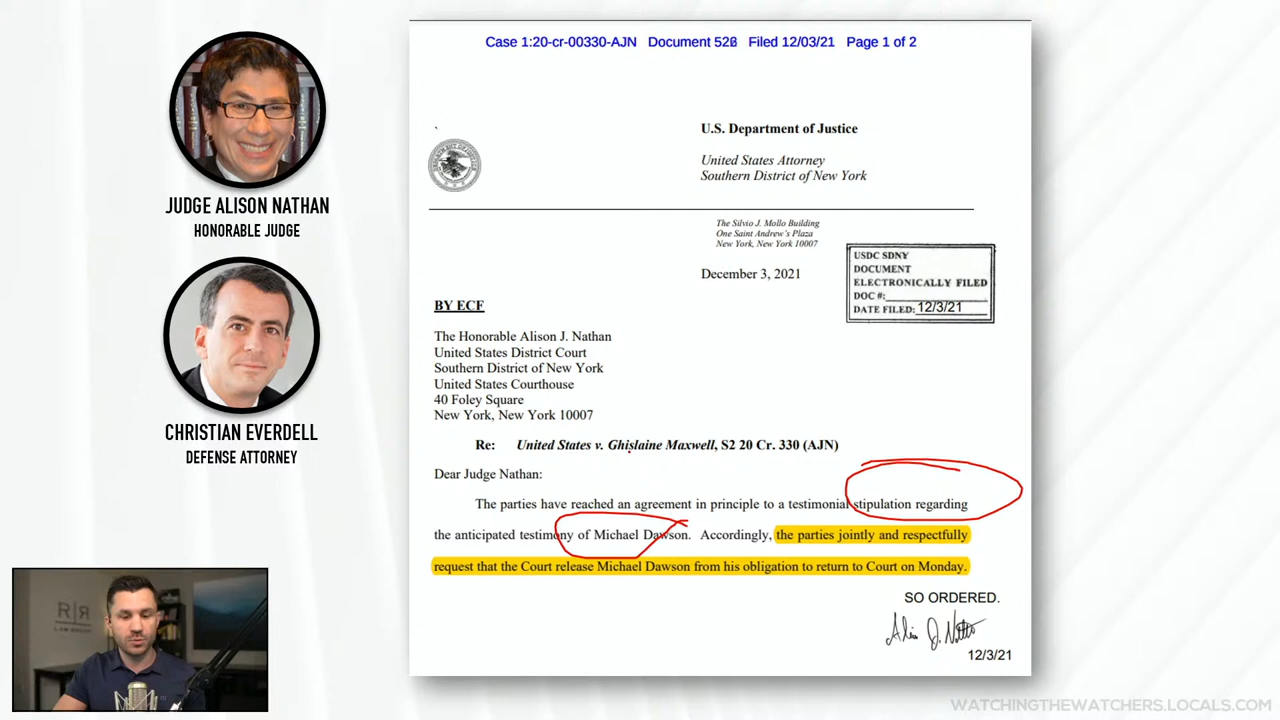 Case 1:20-cr-00330-AJN Document 526 Filed 12/03/21 Page 1 of 2
U.S. Department of Justice
United States Attorney
Southern District of New York
The Silvio J. Mollo Building
One Saint Andrew's Plaza
New York, New York 10007
December 3, 2021
USDC SDNY
DOCUMENT
ELECTRONICALLY FILED
DOC #:
DATE FILED: 12/3/21
BY ECF
The Honorable Alison J. Nathan
United States District Court
Southern District of New York
United States Courthouse
40 Foley Square
New York, New York 10007
Re: United States v. Ghislaine Maxwell, S2 20 Cr. 330 (AJN)
Dear Judge Nathan:
The parties have reached an agreement in principle to a testimonial stipulation regarding
the anticipated testimony of Michael Dawson. Accordingly, the parties jointly and respectfully
request that the Court release Michael Dawson from his obligation to return to Court on Monday.
SO ORDERED.
Alison J. Nathan
12/3/21
JUDGE ALISON NATHAN
HONORABLE JUDGE
CHRISTIAN EVERDELL
DEFENSE ATTORNEY
R|R
LAW GROUP
WATCHINGTHEWATCHERS.LOCALS.COM